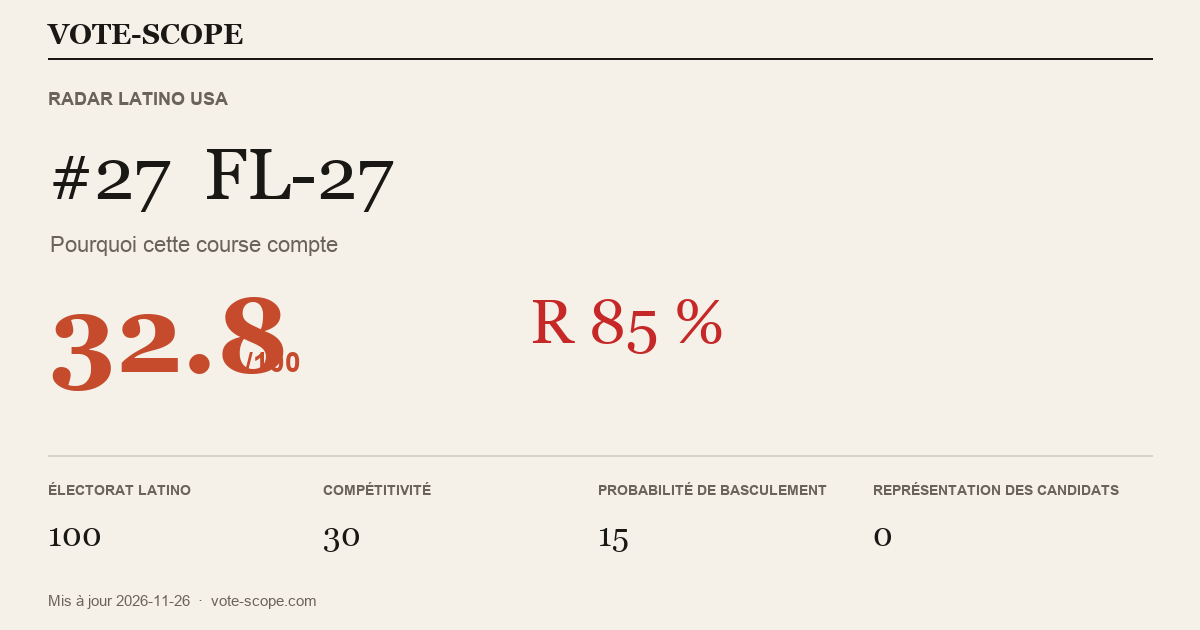 VOTE-SCOPE
RADAR LATINO USA
#27 FL-27
Pourquoi cette course compte
32.8/100 R 85 %
ÉLECTORAT LATINO COMPÉTITIVITÉ PROBABILITÉ DE BASCULEMENT REPRÉSENTATION DES CANDIDATS
100 30 15 0
Mis à jour 2026-11-26 · vote-scope.com